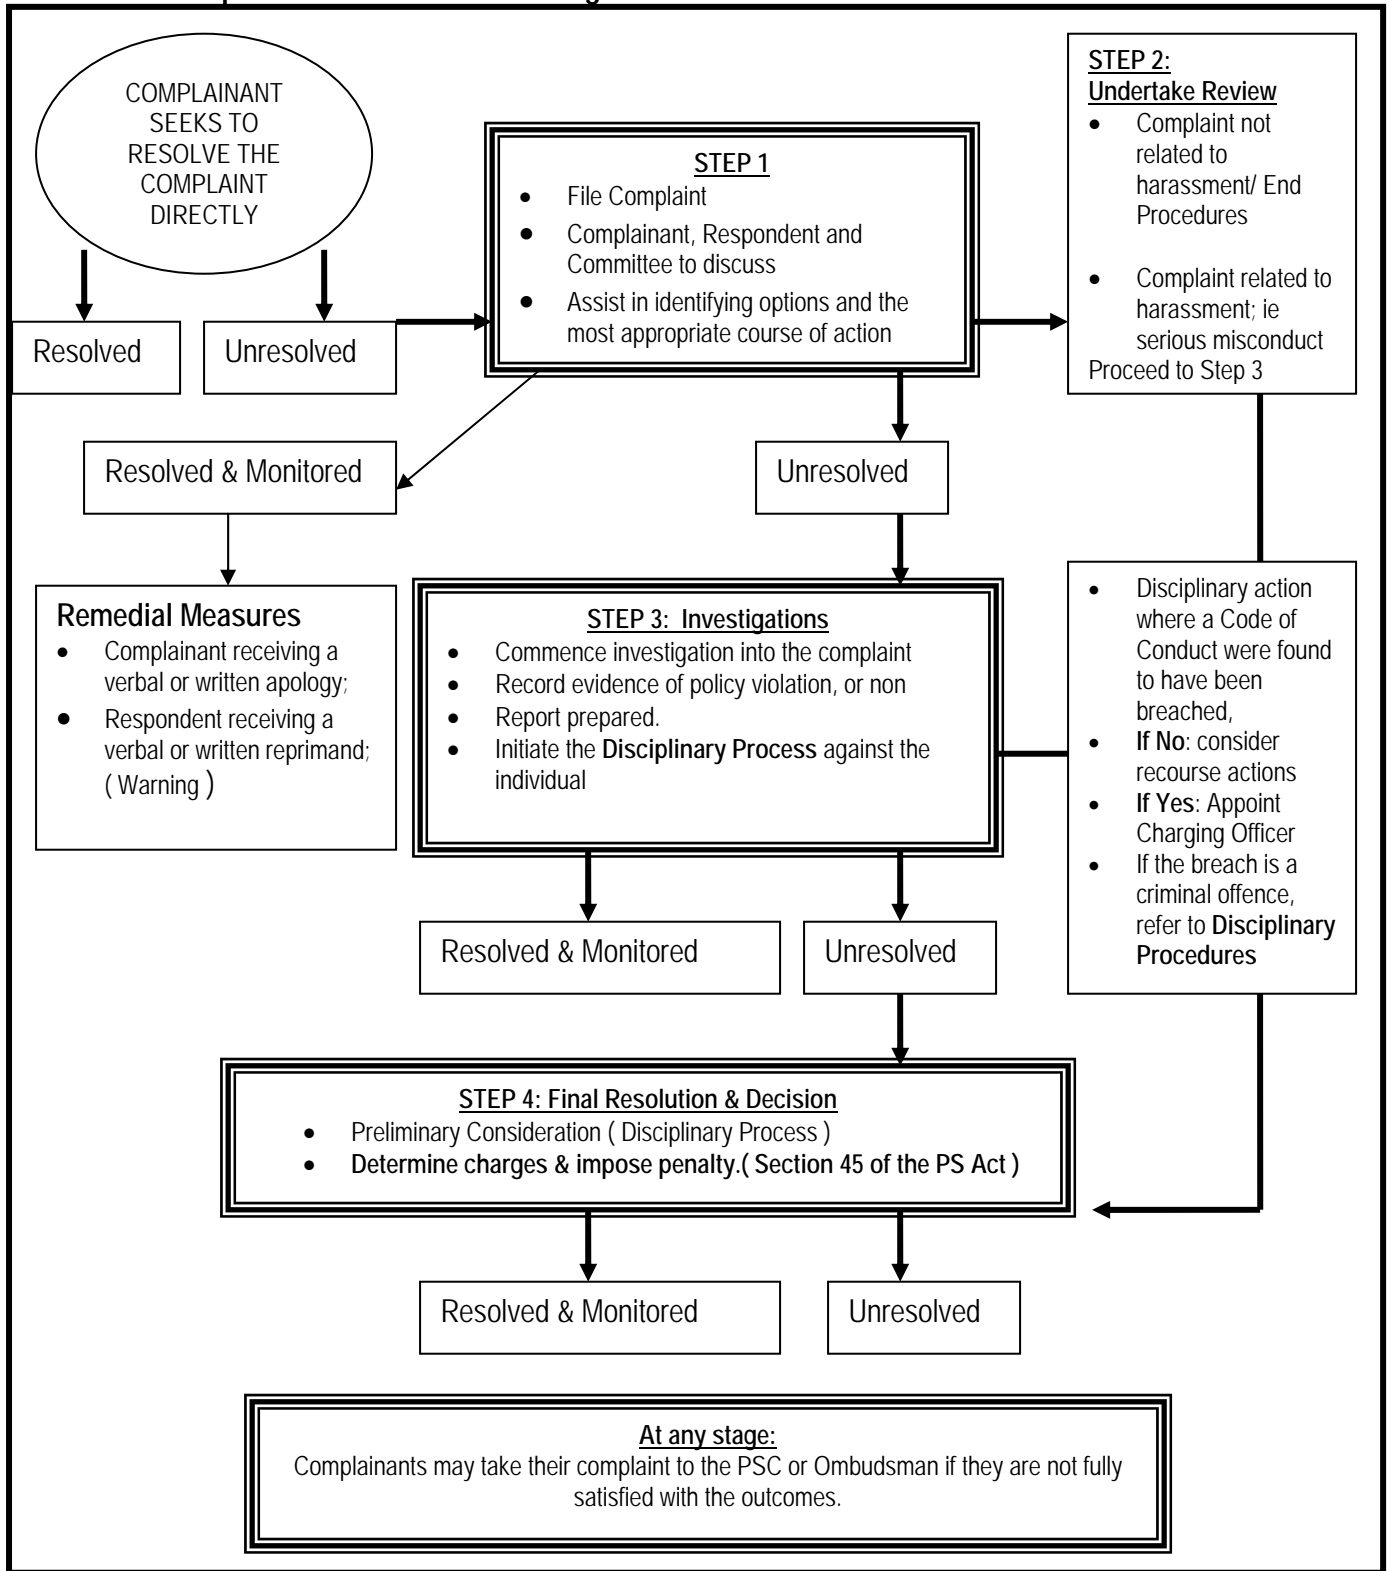 COMPLAINANT
SEEKS TO
RESOLVE THE
COMPLAINT
DIRECTLY
Resolved
Unresolved
STEP 1
• File Complaint
• Complainant, Respondent and
Committee to discuss
• Assist in identifying options and the
most appropriate course of action
STEP 2:
Undertake Review
• Complaint not
related to
harassment/ End
Procedures
• Complaint related to
harassment; ie
serious misconduct
Proceed to Step 3
Resolved & Monitored
Unresolved
Remedial Measures
• Complainant receiving a
verbal or written apology;
• Respondent receiving a
verbal or written reprimand;
( Warning )
STEP 3: Investigations
• Commence investigation into the complaint
• Record evidence of policy violation, or non
• Report prepared.
• Initiate the Disciplinary Process against the
individual
• Disciplinary action
where a Code of
Conduct were found
to have been
breached,
• If No: consider
recourse actions
• If Yes: Appoint
Charging Officer
• If the breach is a
criminal offence,
refer to Disciplinary
Procedures
Resolved & Monitored
Unresolved
STEP 4: Final Resolution & Decision
• Preliminary Consideration ( Disciplinary Process )
• Determine charges & impose penalty.( Section 45 of the PS Act )
Resolved & Monitored
Unresolved
At any stage:
Complainants may take their complaint to the PSC or Ombudsman if they are not fully
satisfied with the outcomes.